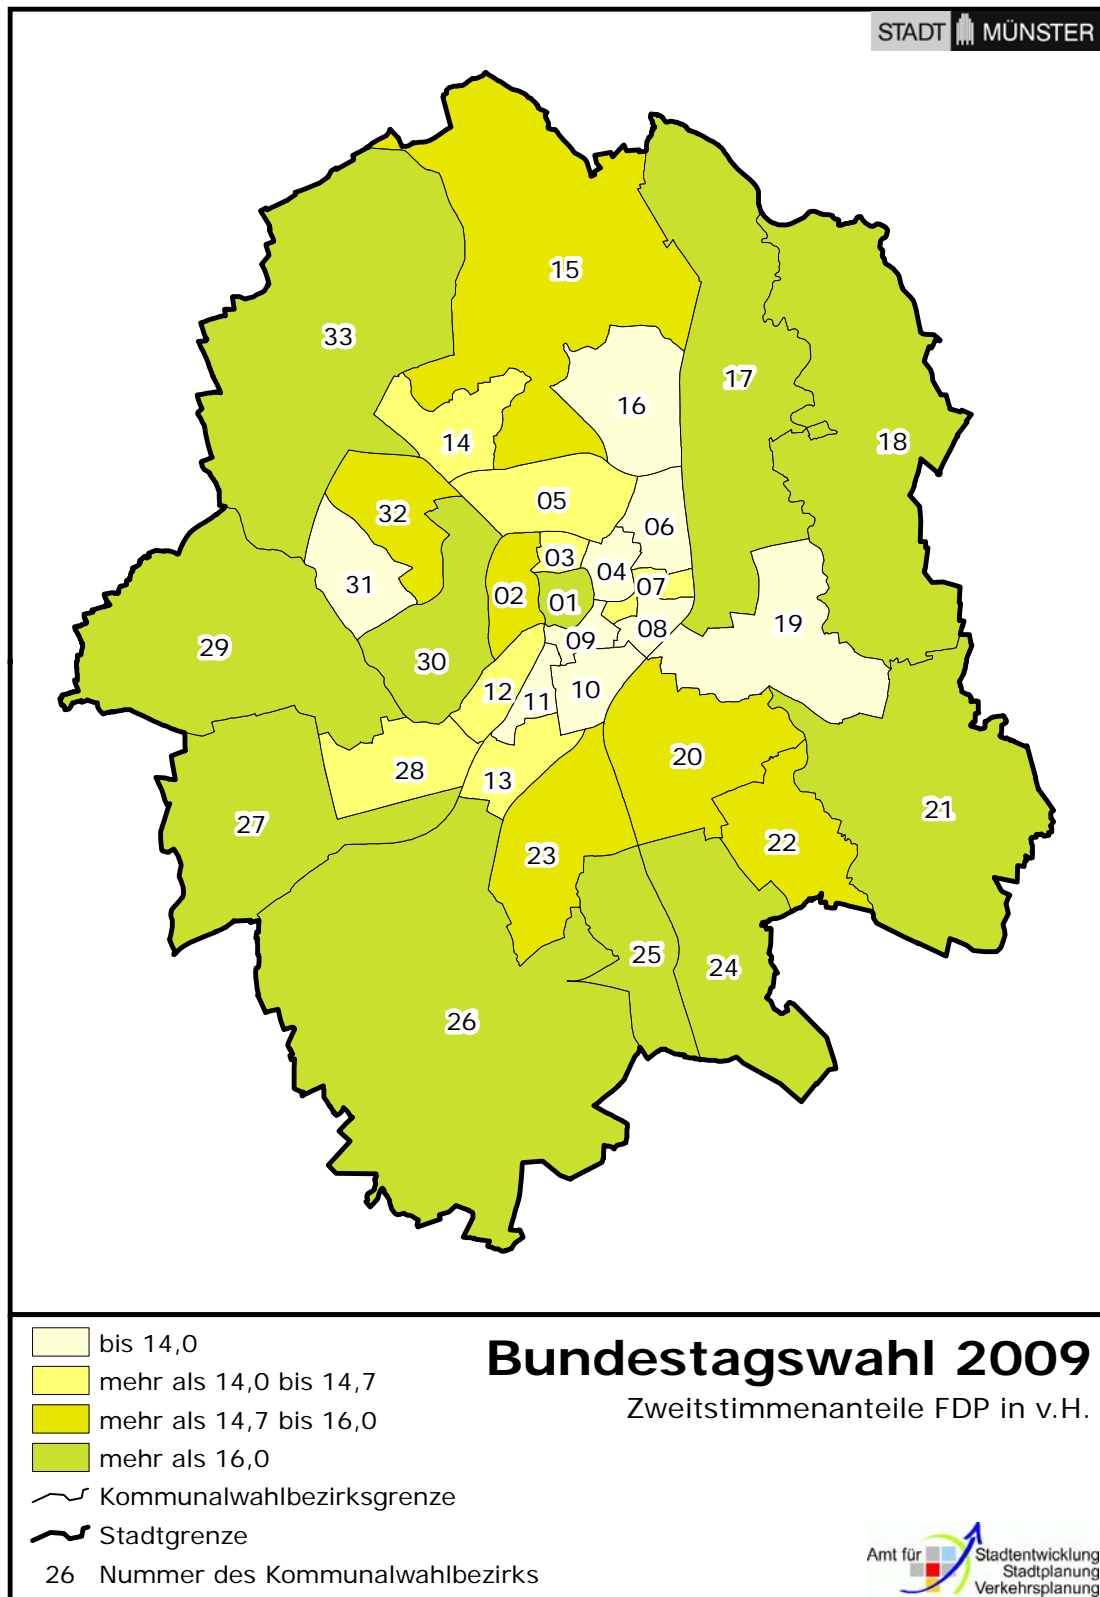 STADT MÜNSTER
15
33
17
16
14
18
05
32
06
03
04
07
31
02
01
19
08
09
29
30
12
10
11
20
28
13
21
27
22
23
25
24
26
bis 14,0
mehr als 14,0 bis 14,7
mehr als 14,7 bis 16,0
mehr als 16,0
Kommunalwahlbezirksgrenze
Stadtgrenze
26 Nummer des Kommunalwahlbezirks
Bundestagswahl 2009
Zweitstimmenanteile FDP in v.H.
Amt für Stadtentwicklung
Stadtplanung
Verkehrsplanung